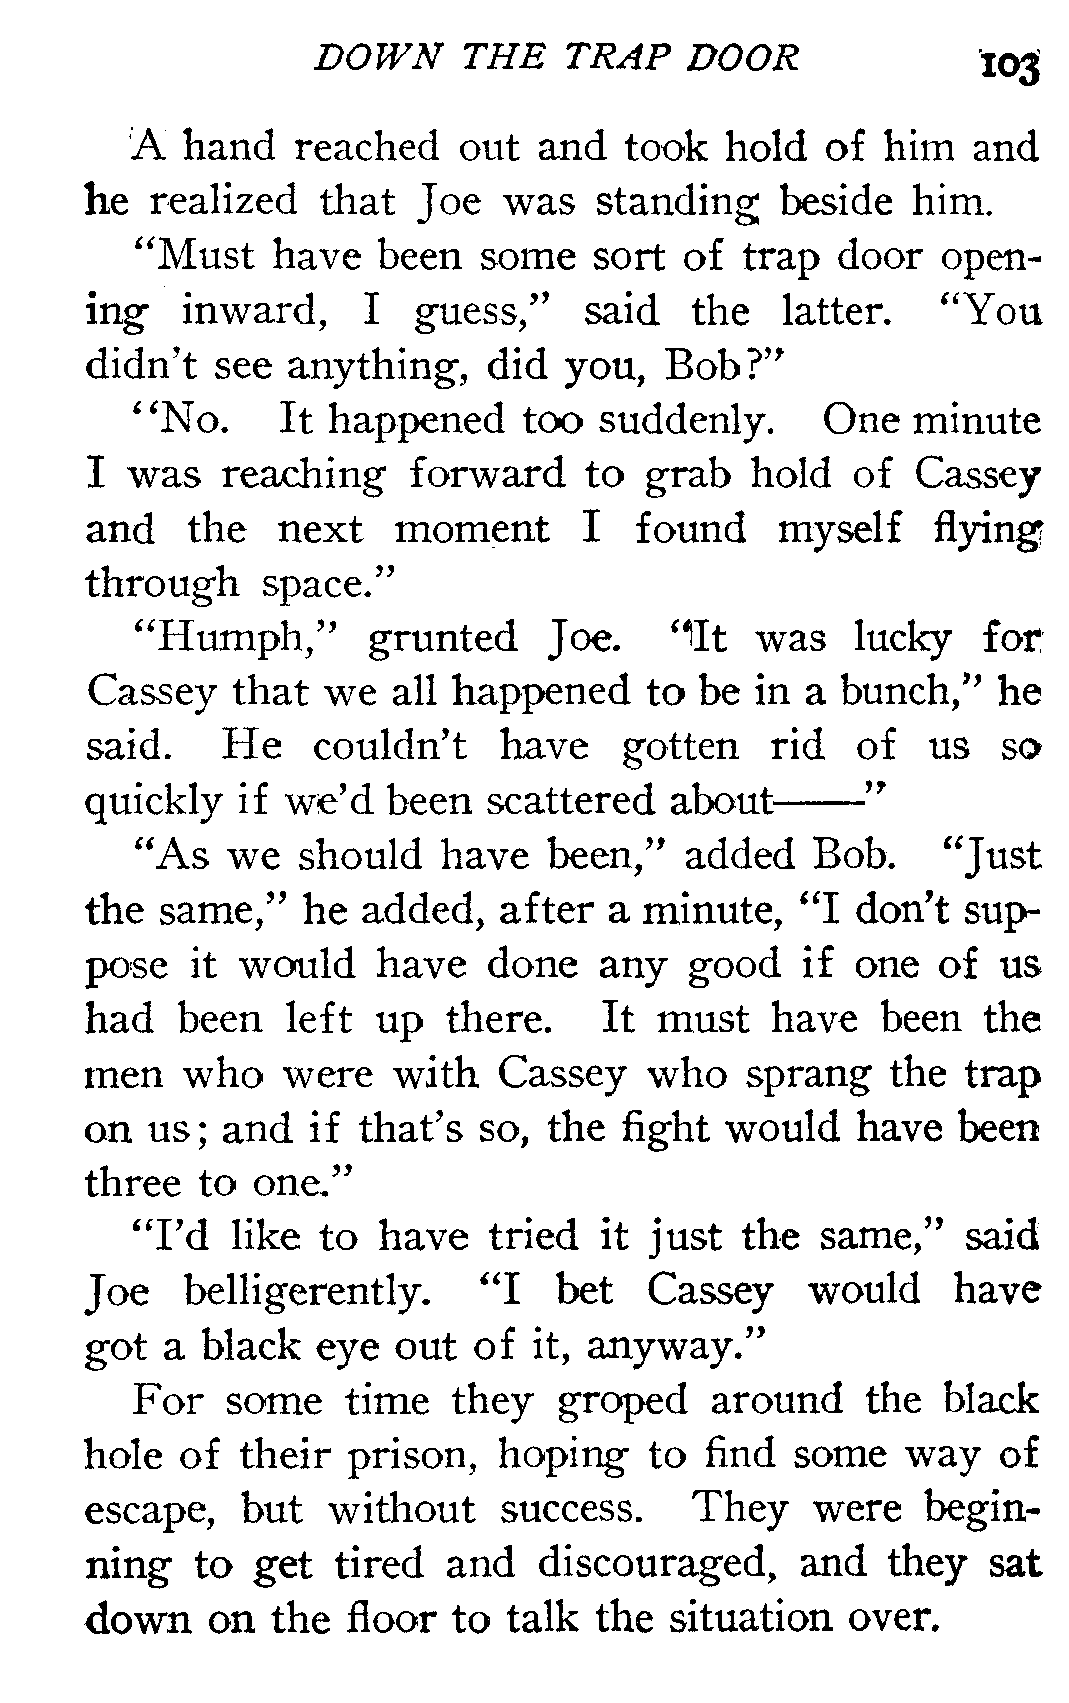 DOWN THE TRAP DOOR 103
A hand reached out and took hold of him and
he realized that Joe was standing beside him.
“Must have been some sort of trap door open-
ing inward, I guess,” said the latter. “You
didn’t see anything, did you, Bob?”
“No. It happened too suddenly. One minute
I was reaching forward to grab hold of Cassey
and the next moment I found myself flying
through space.”
“Humph,” grunted Joe. “It was lucky for
Cassey that we all happened to be in a bunch,” he
said. He couldn’t have gotten rid of us so
quickly if we’d been scattered about——”
“As we should have been,” added Bob. “Just
the same,” he added, after a minute, “I don’t sup-
pose it would have done any good if one of us
had been left up there. It must have been the
men who were with Cassey who sprang the trap
on us; and if that’s so, the fight would have been
three to one.”
“I’d like to have tried it just the same,” said
Joe belligerently. “I bet Cassey would have
got a black eye out of it, anyway.”
For some time they groped around the black
hole of their prison, hoping to find some way of
escape, but without success. They were begin-
ning to get tired and discouraged, and they sat
down on the floor to talk the situation over.